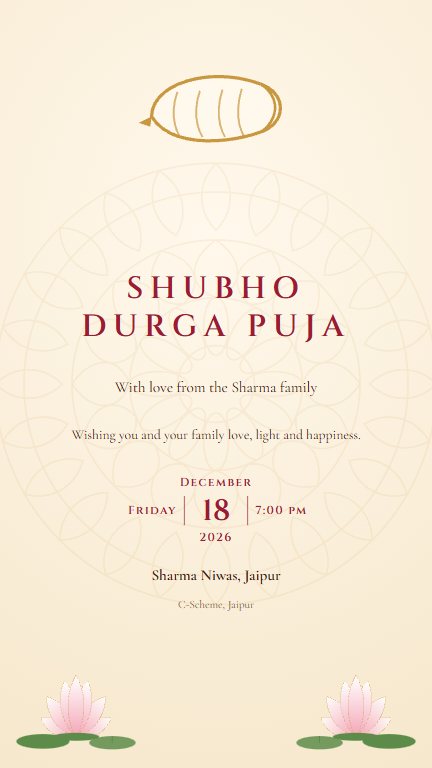 SHUBHO
DURGA PUJA
With love from the Sharma family
Wishing you and your family love, light and happiness.
December
Friday 18 7:00 PM
2026
Sharma Niwas, Jaipur
C-Scheme, Jaipur